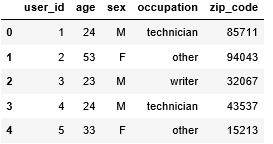 user_id age sex occupation zip_code
0 1 24 M technician 85711
1 2 53 F other 94043
2 3 23 M writer 32067
3 4 24 M technician 43537
4 5 33 F other 15213